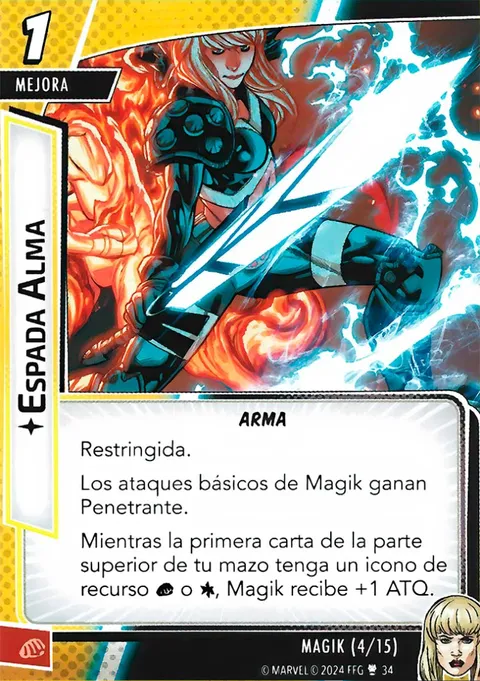 1
MEJORA
ESPADA ALMA
ARMA
Restringida.
Los ataques básicos de Magik ganan
Penetrante.
Mientras la primera carta de la parte
superior de tu mazo tenga un icono de
recurso o , Magik recibe +1 ATQ.
MAGIK (4/15)
© MARVEL © 2024 FFG 34